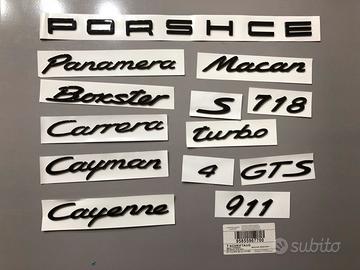 PORSHCE
Panamera
Macan
Boxster
S
718
Carrera
turbo
Cayman
4
GTS
Cayenne
911
subito